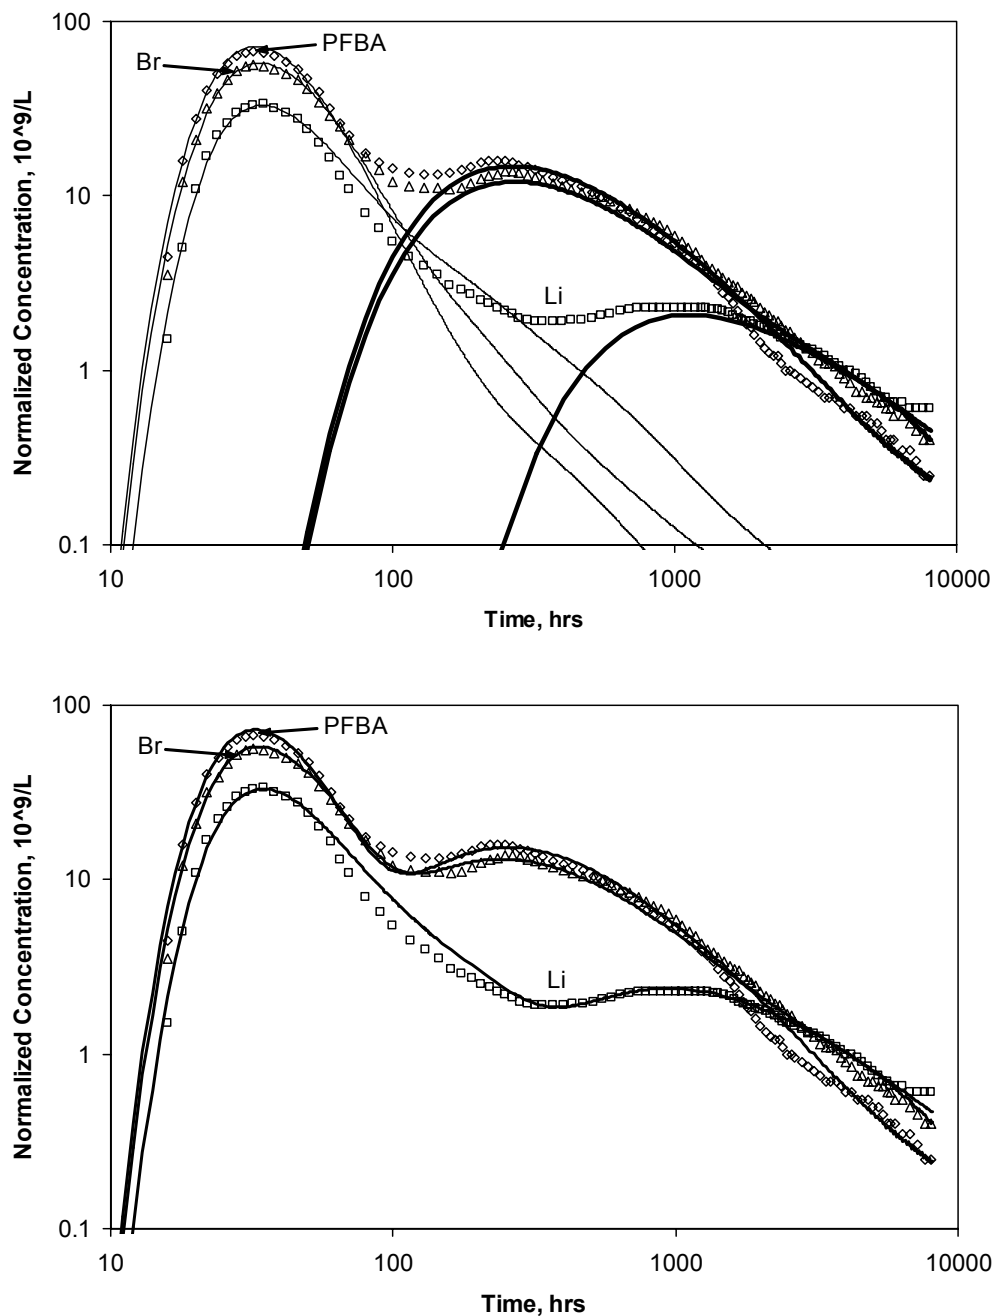 100
PFBA
Br
10
Normalized Concentration, 10^9/L
Li
1
0.1
10 100 1000 10000
Time, hrs
100
PFBA
Br
10
Normalized Concentration, 10^9/L
Li
1
0.1
10 100 1000 10000
Time, hrs